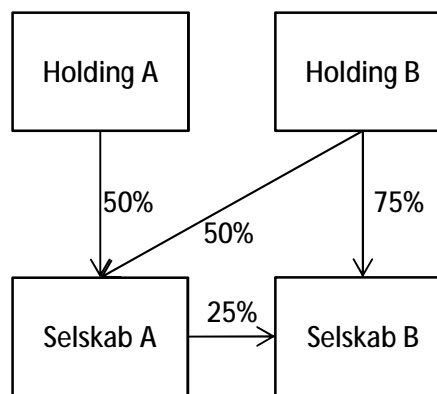 Holding A
Holding B
50%
50%
75%
25%
Selskab A
Selskab B